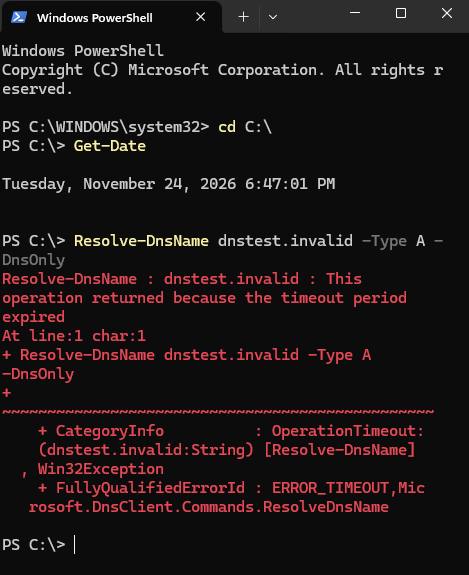 Windows PowerShell
Windows PowerShell
Copyright (C) Microsoft Corporation. All rights r
eserved.
PS C:\WINDOWS\system32> cd C:\
PS C:\> Get-Date
Tuesday, November 24, 2026 6:47:01 PM
PS C:\> Resolve-DnsName dnstest.invalid -Type A -
DnsOnly
Resolve-DnsName : dnstest.invalid : This
operation returned because the timeout period
expired
At line:1 char:1
+ Resolve-DnsName dnstest.invalid -Type A
-DnsOnly
+
~~~~~~~~~~~~~~~~~~~~~~~~~~~~~~~~~~~~~~~~~~~~~~~~
    + CategoryInfo          : OperationTimeout:
    (dnstest.invalid:String) [Resolve-DnsName]
  , Win32Exception
    + FullyQualifiedErrorId : ERROR_TIMEOUT,Mic
   rosoft.DnsClient.Commands.ResolveDnsName
PS C:\>